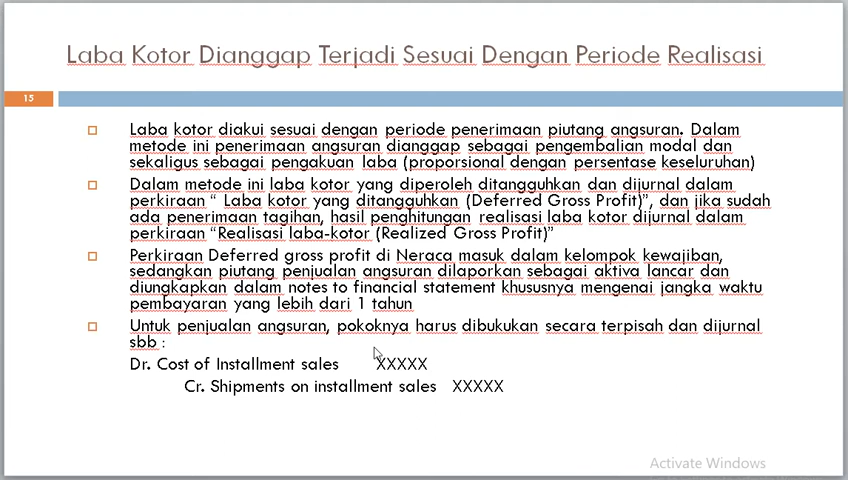 Laba Kotor Dianggap Terjadi Sesuai Dengan Periode Realisasi
15
Laba kotor diakui sesuai dengan periode penerimaan piutang angsuran. Dalam
metode ini penerimaan angsuran dianggap sebagai pengembalian modal dan
sekaligus sebagai pengakuan laba (proporsional dengan persentase keseluruhan)
Dalam metode ini laba kotor yang diperoleh ditangguhkan dan dijurnal dalam
perkiraan “ Laba kotor yang ditangguhkan (Deferred Gross Profit)”, dan jika sudah
ada penerimaan tagihan, hasil penghitungan realisasi laba kotor dijurnal dalam
perkiraan “Realisasi laba-kotor (Realized Gross Profit)”
Perkiraan Deferred gross profit di Neraca masuk dalam kelompok kewajiban,
sedangkan piutang penjualan angsuran dilaporkan sebagai aktiva lancar dan
diungkapkan dalam notes to financial statement khususnya mengenai jangka waktu
pembayaran yang lebih dari 1 tahun
Untuk penjualan angsuran, pokoknya harus dibukukan secara terpisah dan dijurnal
sbb :
Dr. Cost of Installment sales XXXXX
Cr. Shipments on installment sales XXXXX
Activate Windows